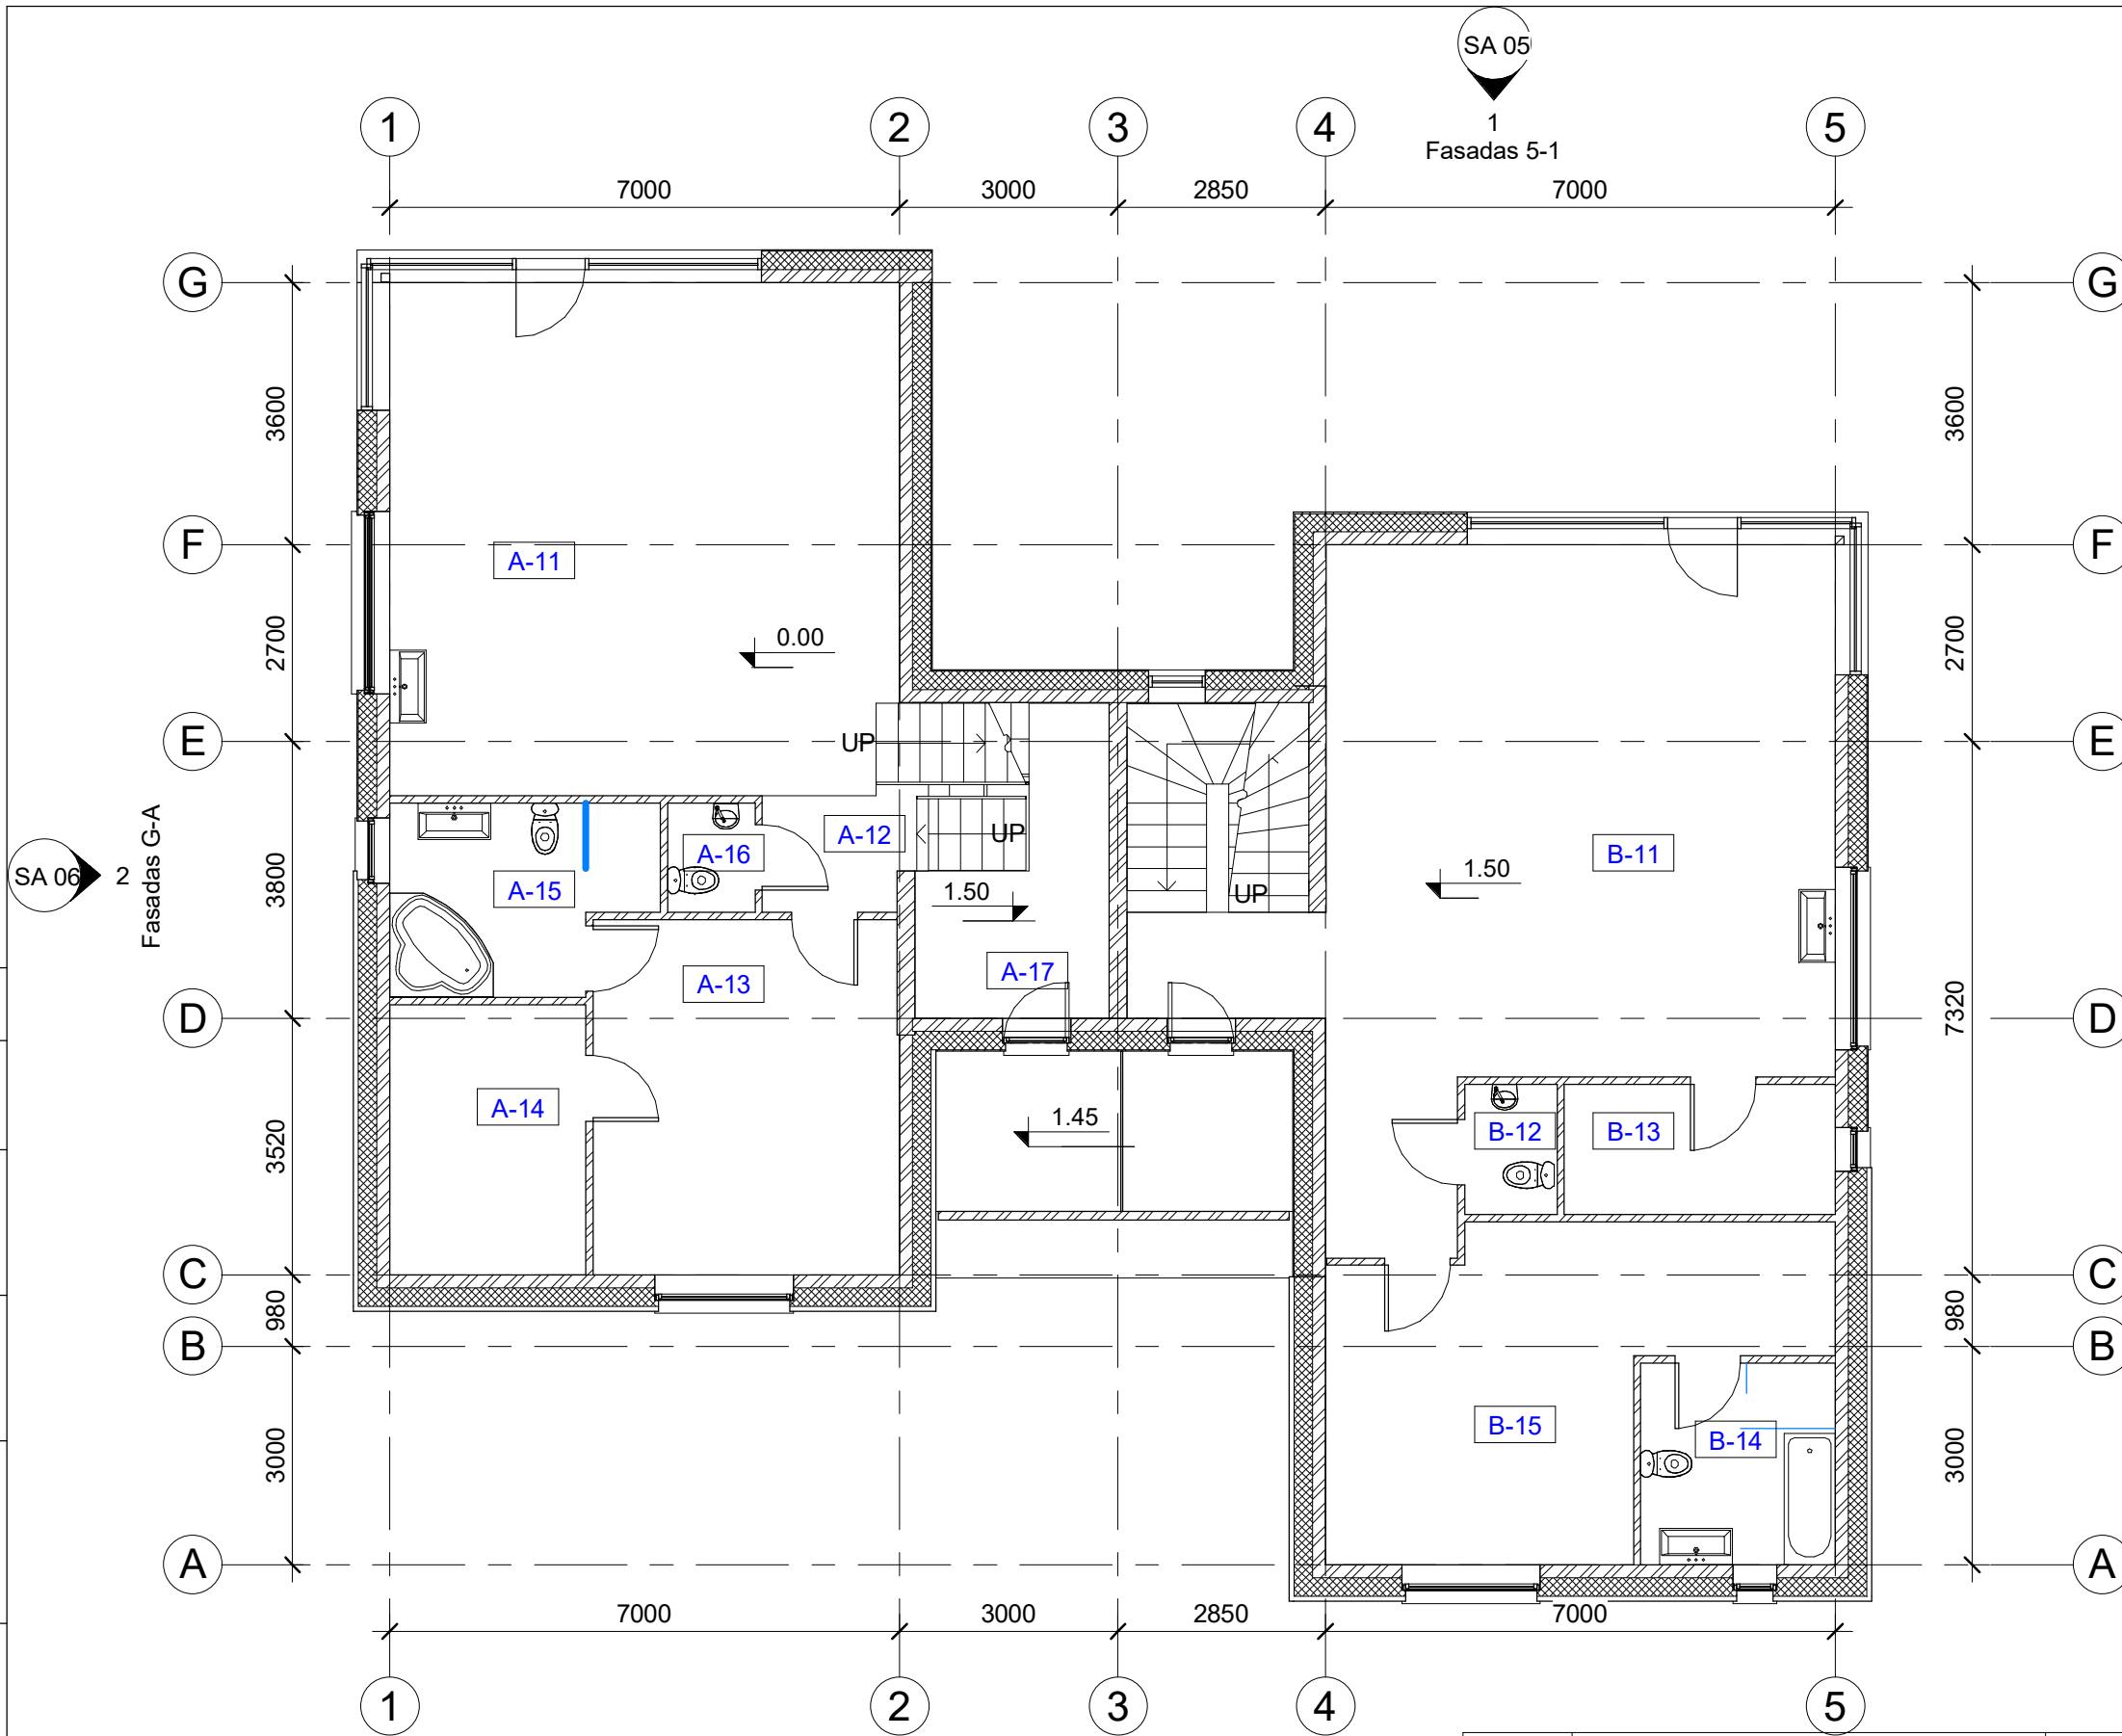 SA 05
1
Fasadas 5-1
1 2 3 4 5
7000 3000 2850 7000
G G
3600 3600
F F
A-11
2700 0.00 2700
E E
UP
UP
A-12
A-16
B-11
1.50
SA 06 2 Fasadas G-A
3800
A-15
1.50
UP
A-17
A-13
7320
D D
A-14
3520
1.45
B-12 B-13
C C
980 980
B B
B-15
B-14
3000 3000
A A
7000 3000 2850 7000
1 2 3 4 5